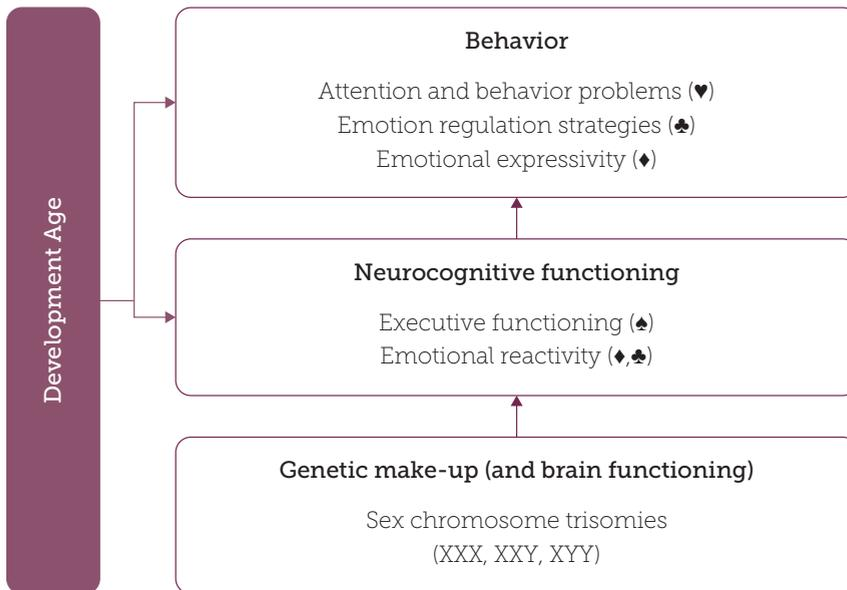 Behavior
Attention and behavior problems (♥)
Emotion regulation strategies (♣)
Emotional expressivity (♦)
Development Age
Neurocognitive functioning
Executive functioning (♠)
Emotional reactivity (♦,♣)
Genetic make-up (and brain functioning)
Sex chromosome trisomies
(XXX, XXY, XYY)